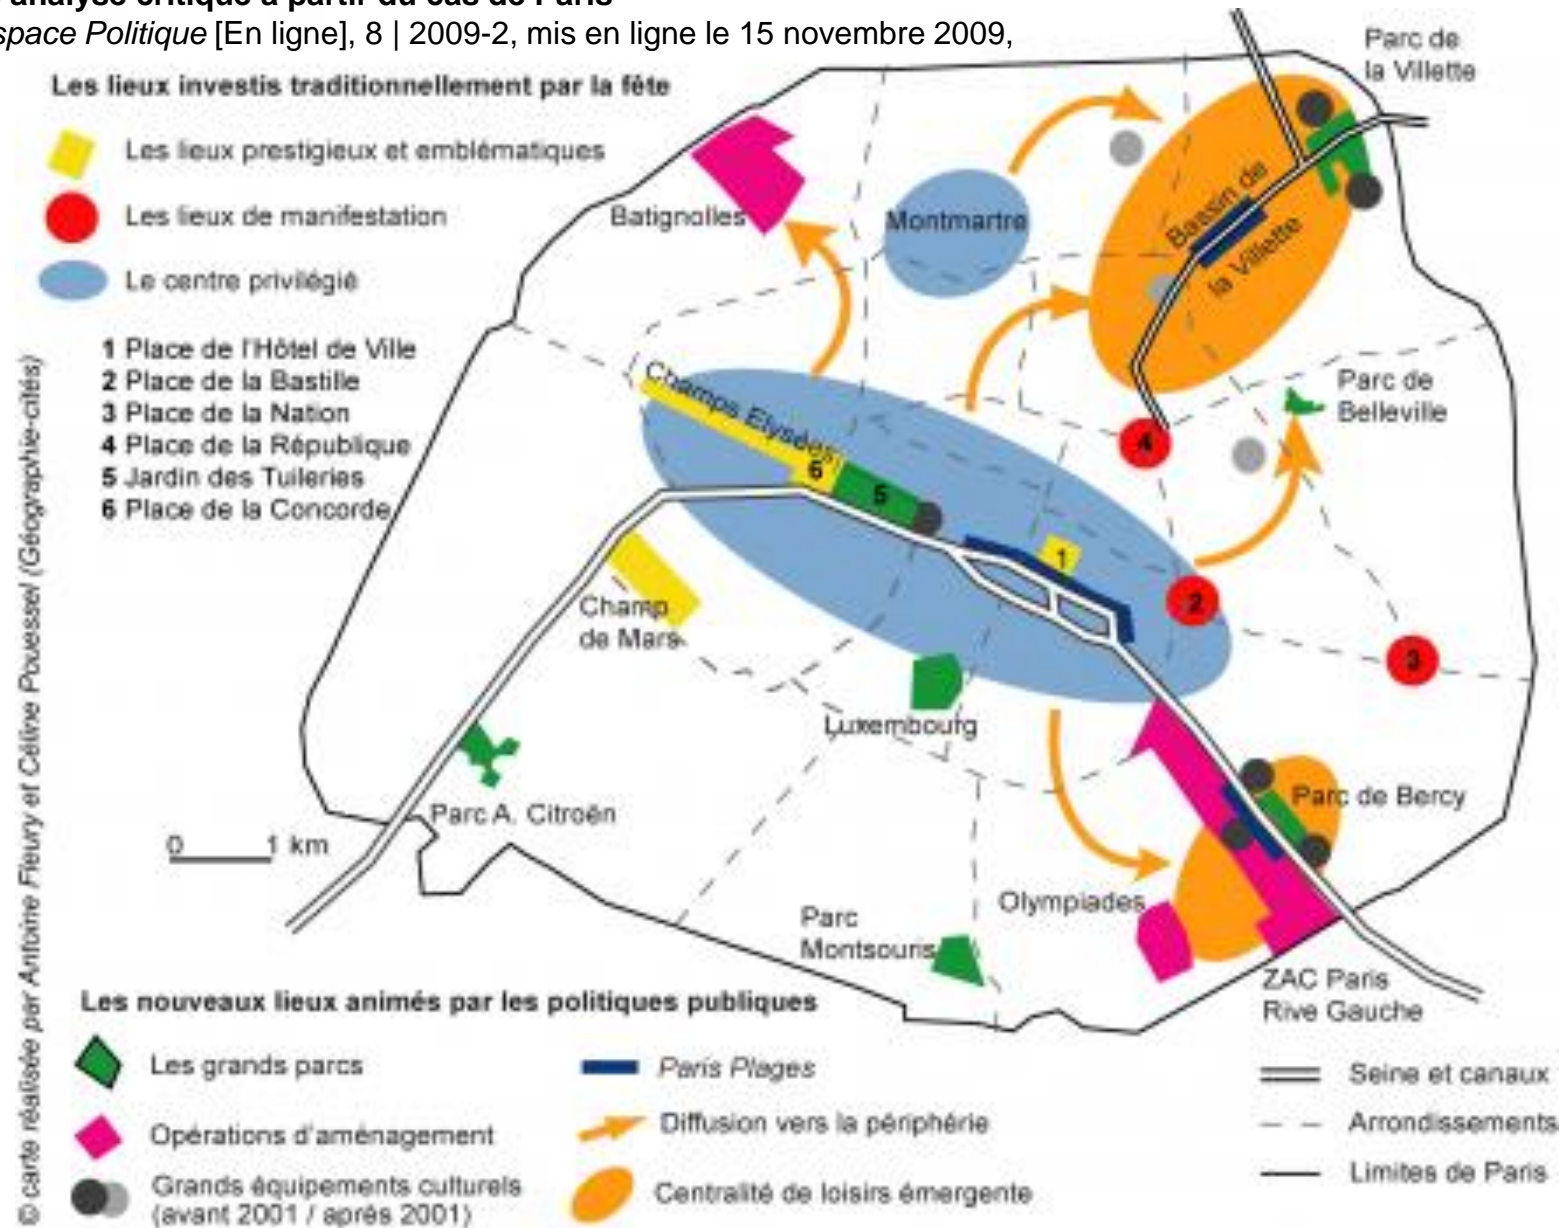 analyse critique à partir du cas de Paris
space Politique [En ligne], 8 | 2009-2, mis en ligne le 15 novembre 2009,
Les lieux investis traditionnellement par la fête
Les lieux prestigieux et emblématiques
Les lieux de manifestation
Le centre privilégié
1 Place de l'Hôtel de Ville
2 Place de la Bastille
3 Place de la Nation
4 Place de la République
5 Jardin des Tuileries
6 Place de la Concorde
Parc de
la Villette
Batignolles
Montmartre
Bassin de
la Villette
Champs Elysées
Parc de
Belleville
4
6
5
1
2
3
Champ
de Mars
Luxembourg
Parc A. Citroën
0 1 km
Parc de Bercy
Olympiades
Parc
Montsouris
ZAC Paris
Rive Gauche
Les nouveaux lieux animés par les politiques publiques
Les grands parcs
Opérations d'aménagement
Grands équipements culturels
(avant 2001 / après 2001)
Paris Plages
Diffusion vers la périphérie
Centralité de loisirs émergente
Seine et canaux
Arrondissements
Limites de Paris
© carte réalisée par Antoine Fleury et Céline Pouessel (Géographie-cités)